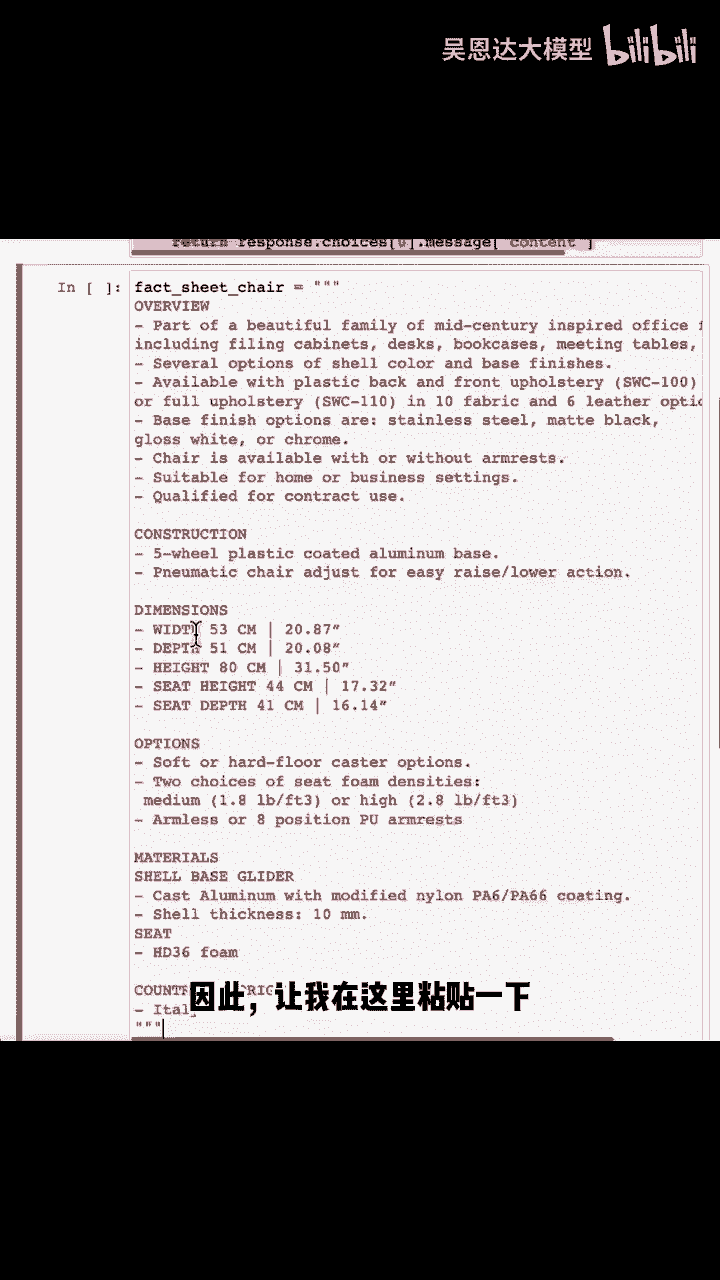 吴恩达大模型 bilibili
return response.choices[0].message["content"]
In [ ]: fact_sheet_chair = """
OVERVIEW
- Part of a beautiful family of mid-century inspired office
including filing cabinets, desks, bookcases, meeting tables,
- Several options of shell color and base finishes.
- Available with plastic back and front upholstery (SWC-100)
or full upholstery (SWC-110) in 10 fabric and 6 leather
- Base finish options are: stainless steel, matte black,
gloss white, or chrome.
- Chair is available with or without armrests.
- Suitable for home or business settings.
- Qualified for contract use.
CONSTRUCTION
- 5-wheel plastic coated aluminum base.
- Pneumatic chair adjust for easy raise/lower action.
DIMENSIONS
- WIDTH 53 CM | 20.87”
- DEPTH 51 CM | 20.08”
- HEIGHT 80 CM | 31.50”
- SEAT HEIGHT 44 CM | 17.32”
- SEAT DEPTH 41 CM | 16.14”
OPTIONS
- Soft or hard-floor caster options.
- Two choices of seat foam densities:
medium (1.8 lb/ft3) or high (2.8 lb/ft3)
- Armless or 8 position PU armrests
MATERIALS
SHELL BASE GLIDER
- Cast Aluminum with modified nylon PA6/PA66 coating.
- Shell thickness: 10 mm.
SEAT
- HD36 foam
因此，让我在这里粘贴一下
"""